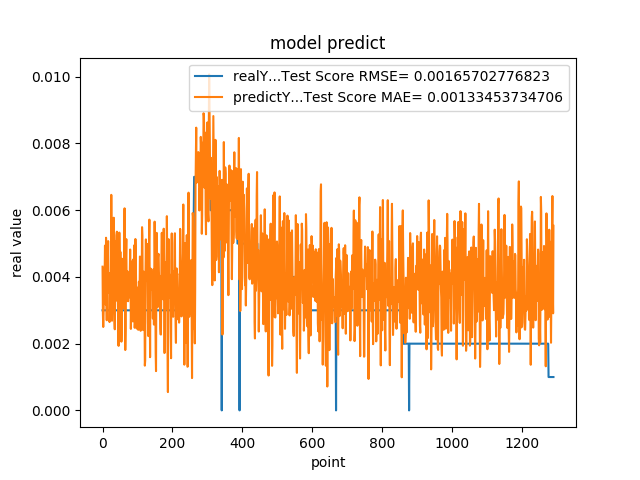 model predict
realY...Test Score RMSE= 0.00165702776823
predictY...Test Score MAE= 0.00133453734706
real value
0.010
0.008
0.006
0.004
0.002
0.000
0 200 400 600 800 1000 1200
point